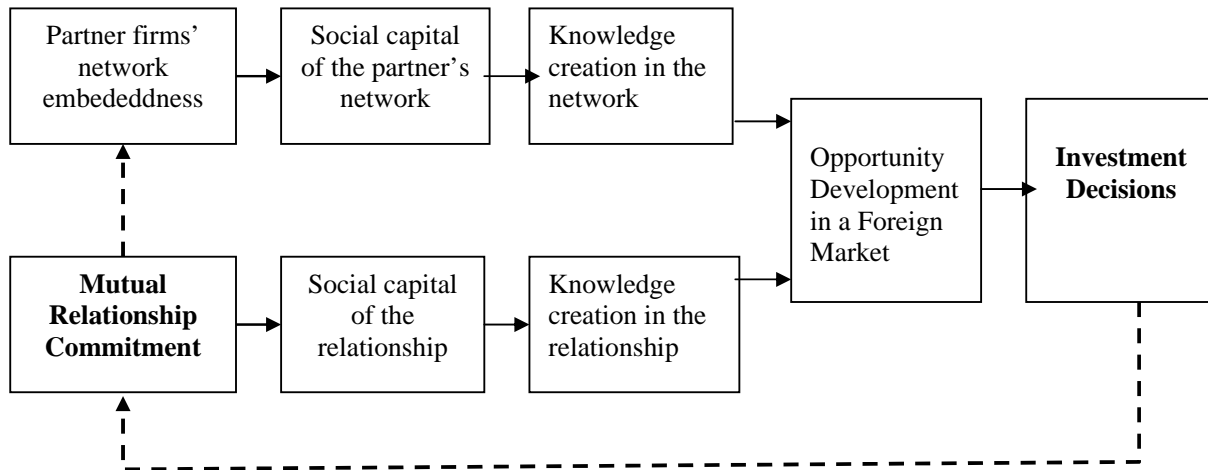 Partner firms’
network
embededdness
Social capital
of the partner’s
network
Knowledge
creation in the
network
Opportunity
Development
in a Foreign
Market
Investment
Decisions
Mutual
Relationship
Commitment
Social capital
of the
relationship
Knowledge
creation in the
relationship